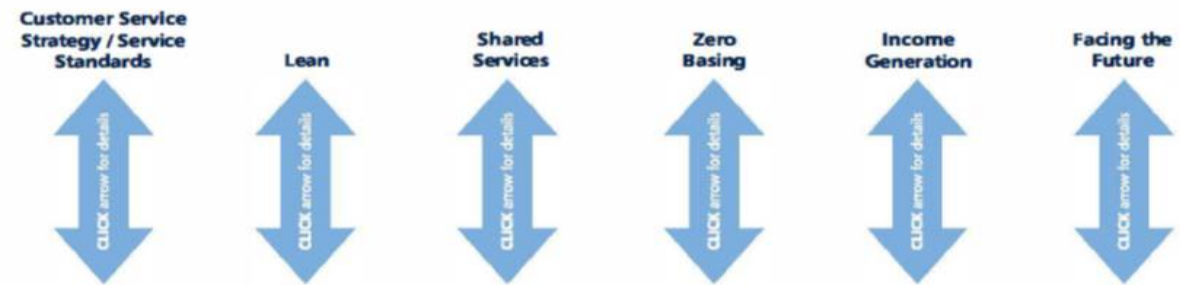 Customer Service
Strategy / Service
Standards
Lean
Shared
Services
Zero
Basing
Income
Generation
Facing the
Future
CLICK arrow for details
CLICK arrow for details
CLICK arrow for details
CLICK arrow for details
CLICK arrow for details
CLICK arrow for details